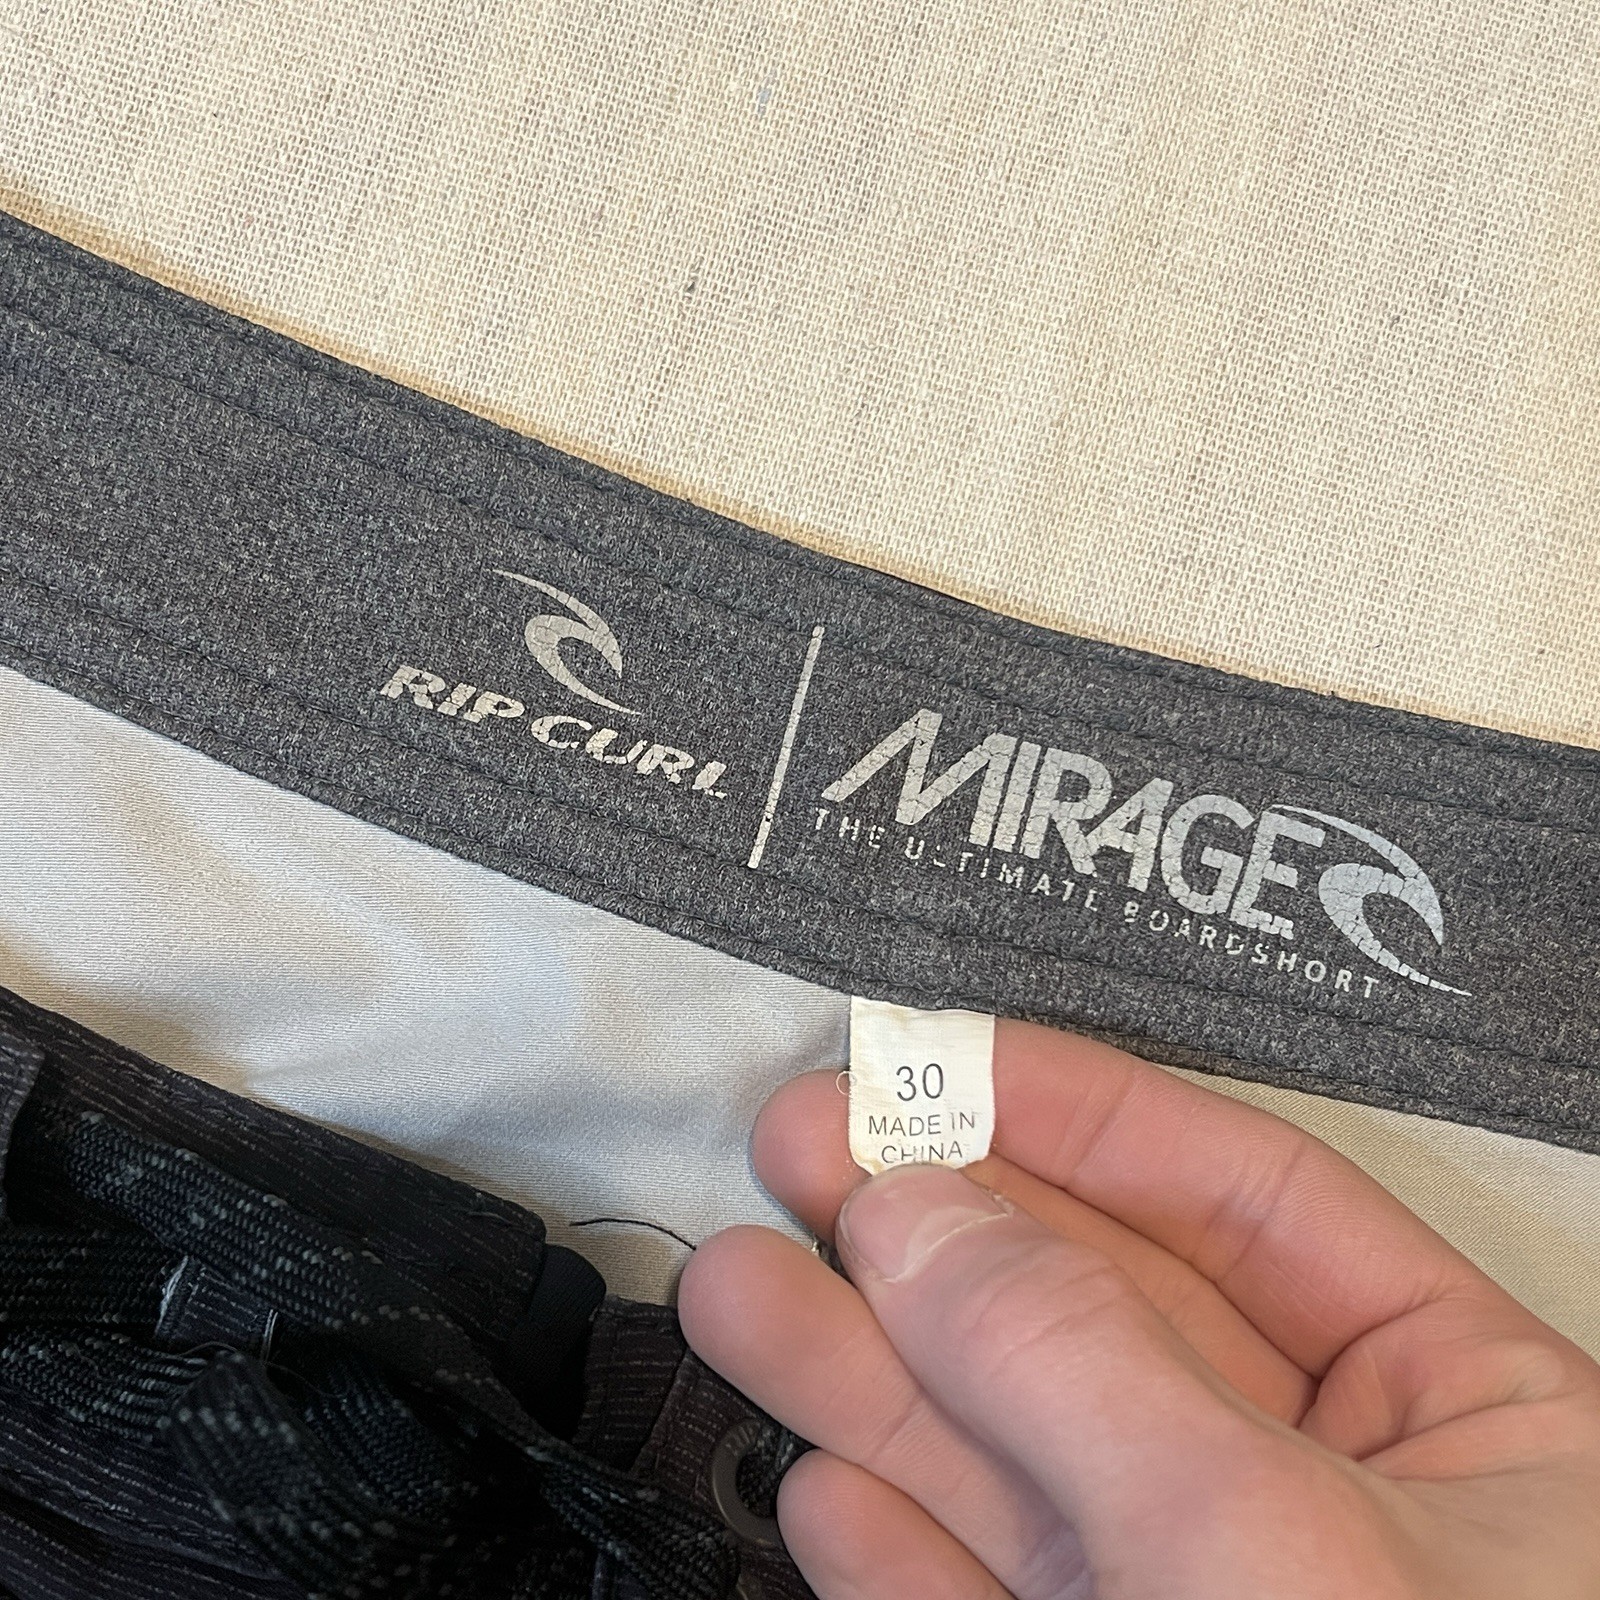 RIP CURL
MIRAGE
THE ULTIMATE BOARDSHORT
30
MADE IN
CHINA